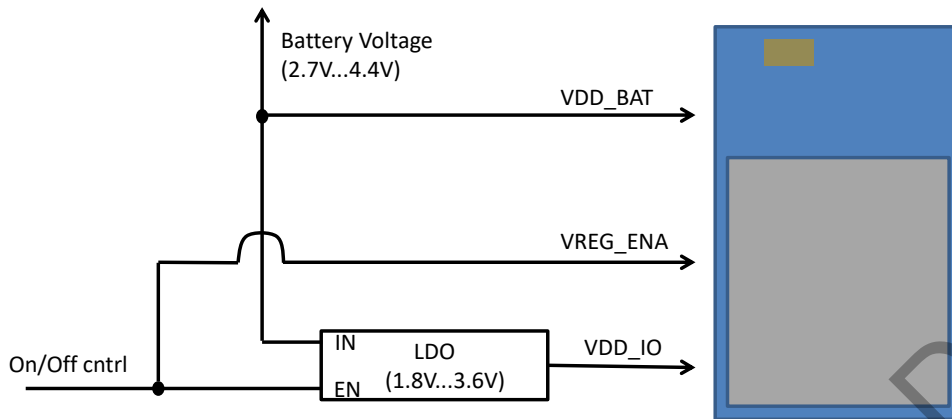 Battery Voltage
(2.7V...4.4V)
VDD_BAT
VREG_ENA
IN
LDO
VDD_IO
On/Off cntrl
EN
(1.8V...3.6V)